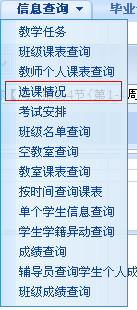 信息查询 毕业
教学任务
班级课表查询
教师个人课表查询
选课情况
考试安排
班级名单查询
空教室查询
教室课表查询
按时间查询课表
单个学生信息查询
学生学籍异动查询
成绩查询
辅导员查询学生个人成
班级成绩查询